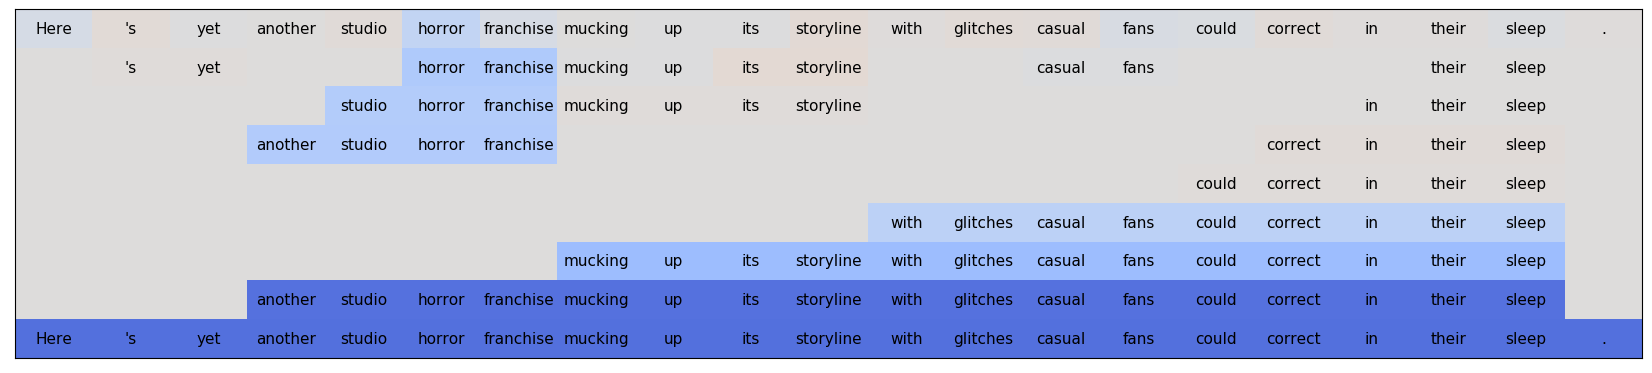 Here 's yet another studio horror franchise mucking up its storyline with glitches casual fans could correct in their sleep .
's yet horror franchise mucking up its storyline casual fans their sleep
studio horror franchise mucking up its storyline in their sleep
another studio horror franchise correct in their sleep
could correct in their sleep
with glitches casual fans could correct in their sleep
mucking up its storyline with glitches casual fans could correct in their sleep
another studio horror franchise mucking up its storyline with glitches casual fans could correct in their sleep
Here 's yet another studio horror franchise mucking up its storyline with glitches casual fans could correct in their sleep .